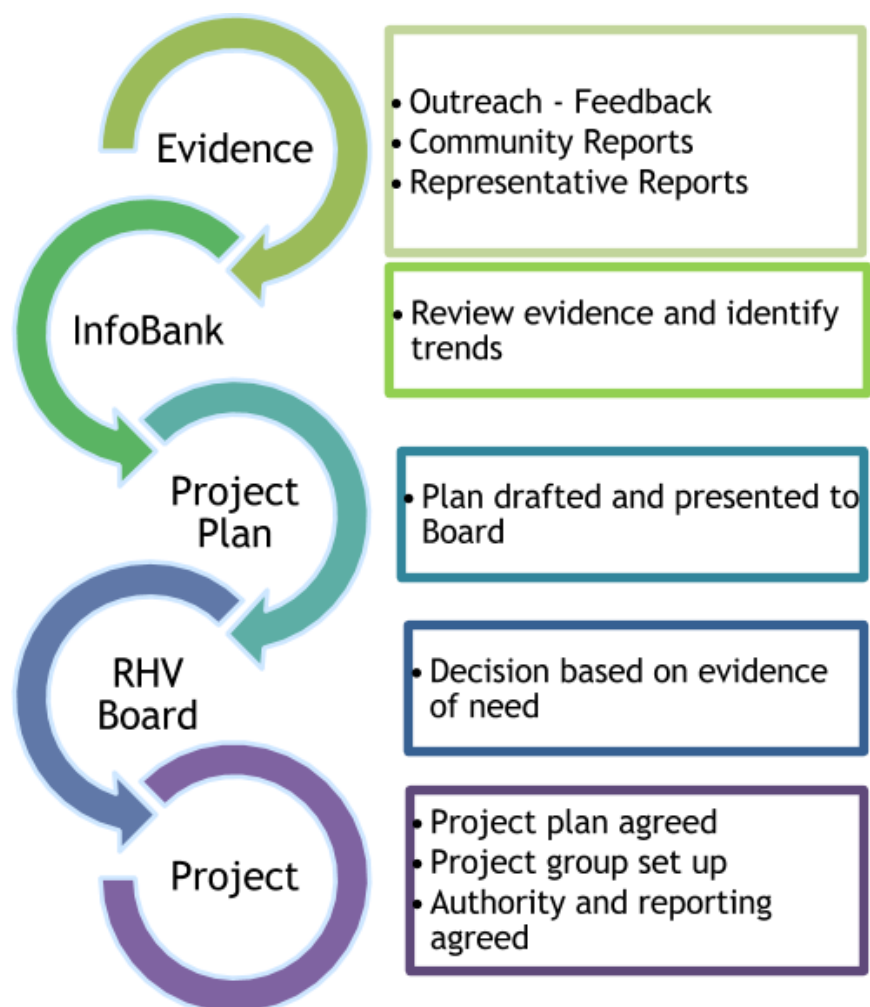 Evidence
• Outreach - Feedback
• Community Reports
• Representative Reports
InfoBank
• Review evidence and identify
trends
Project
Plan
• Plan drafted and presented to
Board
RHV
Board
• Decision based on evidence
of need
Project
• Project plan agreed
• Project group set up
• Authority and reporting
agreed